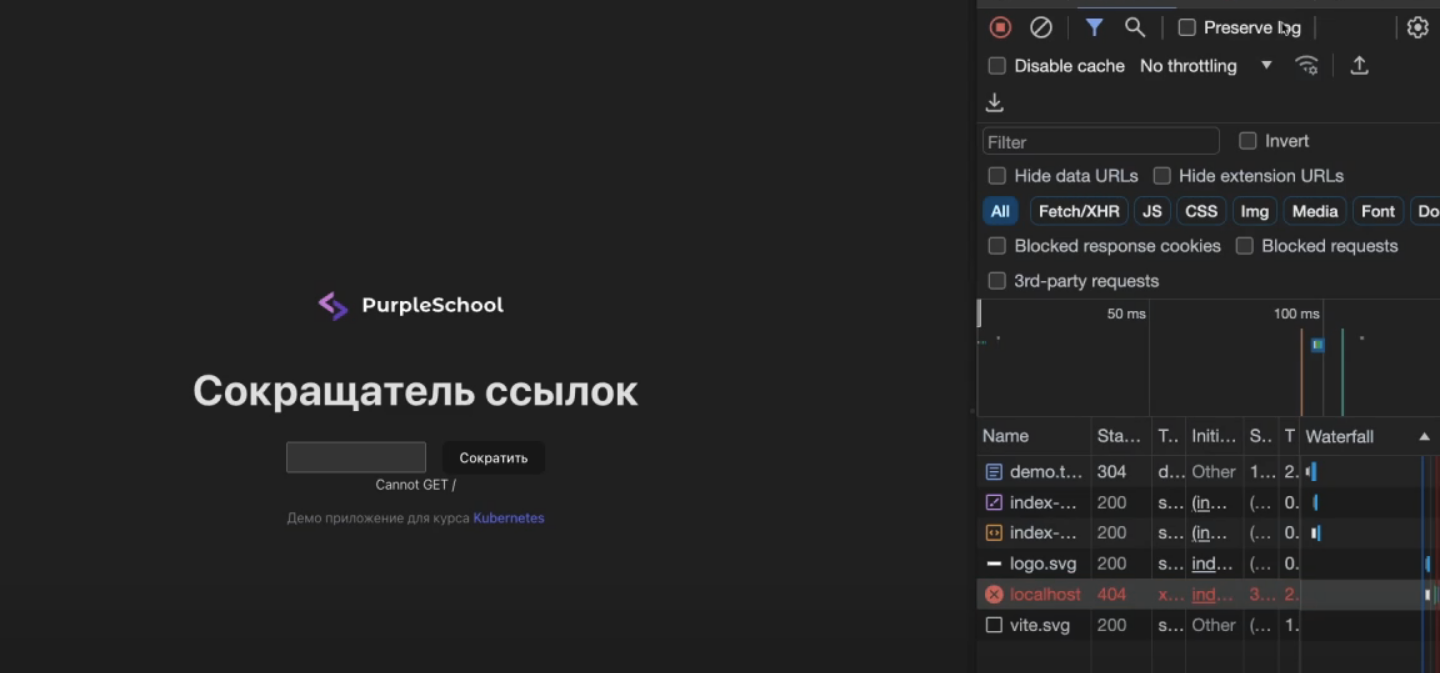 PurpleSchool
Сокращатель ссылок
Сократить
Cannot GET /
Демо приложение для курса Kubernetes
Preserve log
Disable cache No throttling
Filter
Invert
Hide data URLs Hide extension URLs
All Fetch/XHR JS CSS Img Media Font Do
Blocked response cookies Blocked requests
3rd-party requests
50 ms 100 ms
Name Sta... T.. Initi... S.. T Waterfall
demo.t... 304 d... Other 1... 2.
index-... 200 s... (in... (... 0.
index-... 200 s... (in... (... 0.
logo.svg 200 s... ind... (... 0.
localhost 404 x... ind... 3... 2.
vite.svg 200 s... Other (... 1.